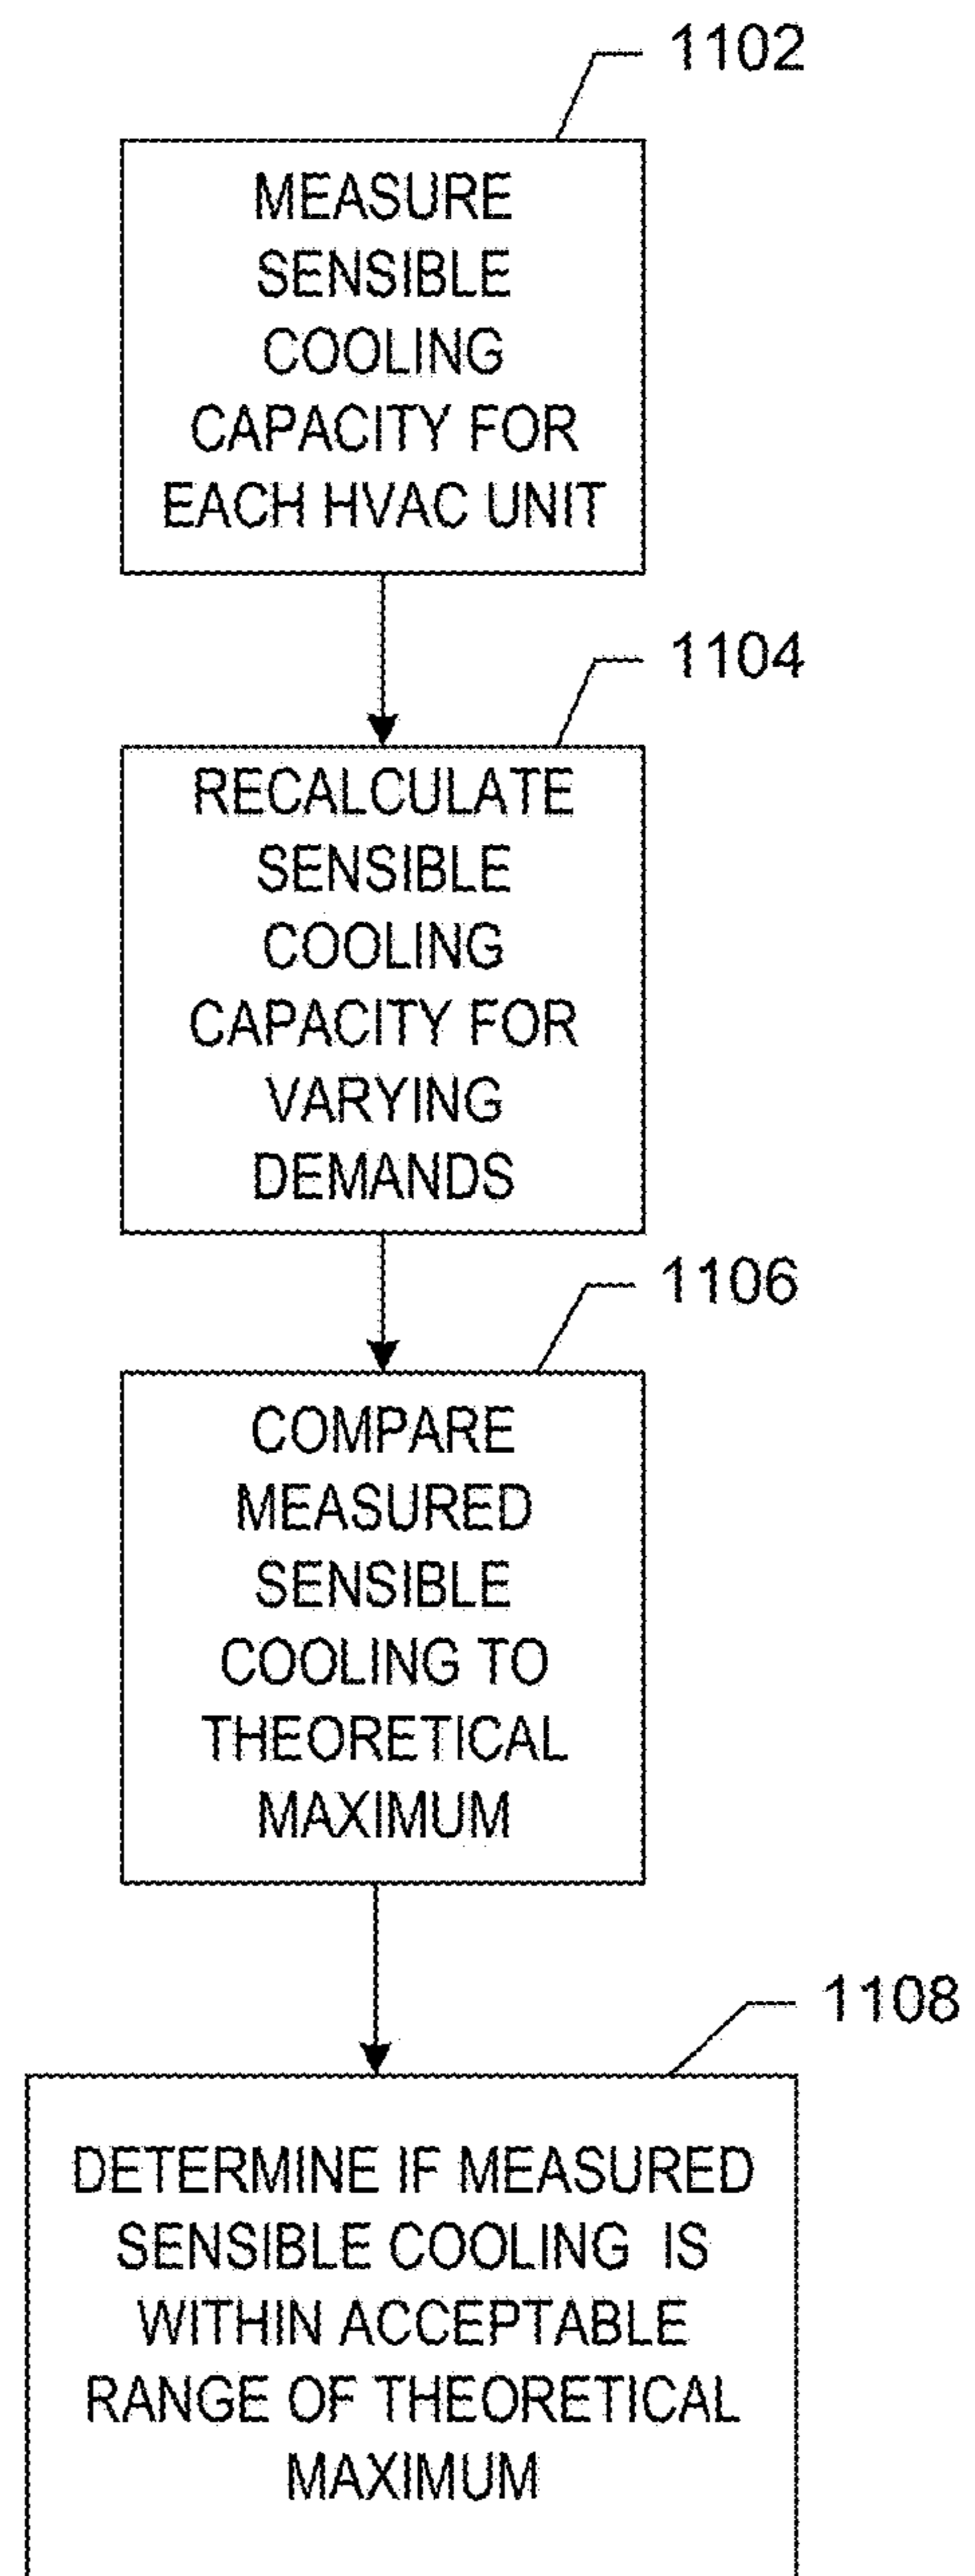 1102
MEASURE
SENSIBLE
COOLING
CAPACITY FOR
EACH HVAC UNIT
1104
RECALCULATE
SENSIBLE
COOLING
CAPACITY FOR
VARYING
DEMANDS
1106
COMPARE
MEASURED
SENSIBLE
COOLING TO
THEORETICAL
MAXIMUM
1108
DETERMINE IF MEASURED
SENSIBLE COOLING IS
WITHIN ACCEPTABLE
RANGE OF THEORETICAL
MAXIMUM